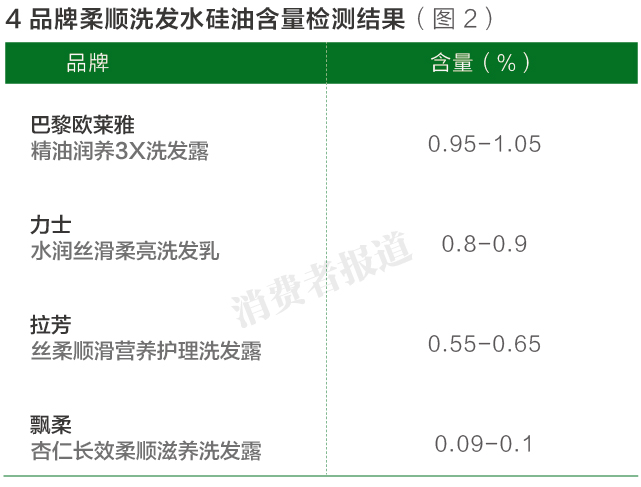 4 品牌柔顺洗发水硅油含量检测结果（图 2）
品牌 含量（%）
巴黎欧莱雅
精油润养3X洗发露 0.95-1.05
力士
水润丝滑柔亮洗发乳 0.8-0.9
消费者报道
拉芳
丝柔顺滑营养护理洗发露 0.55-0.65
飘柔
杏仁长效柔顺滋养洗发露 0.09-0.1